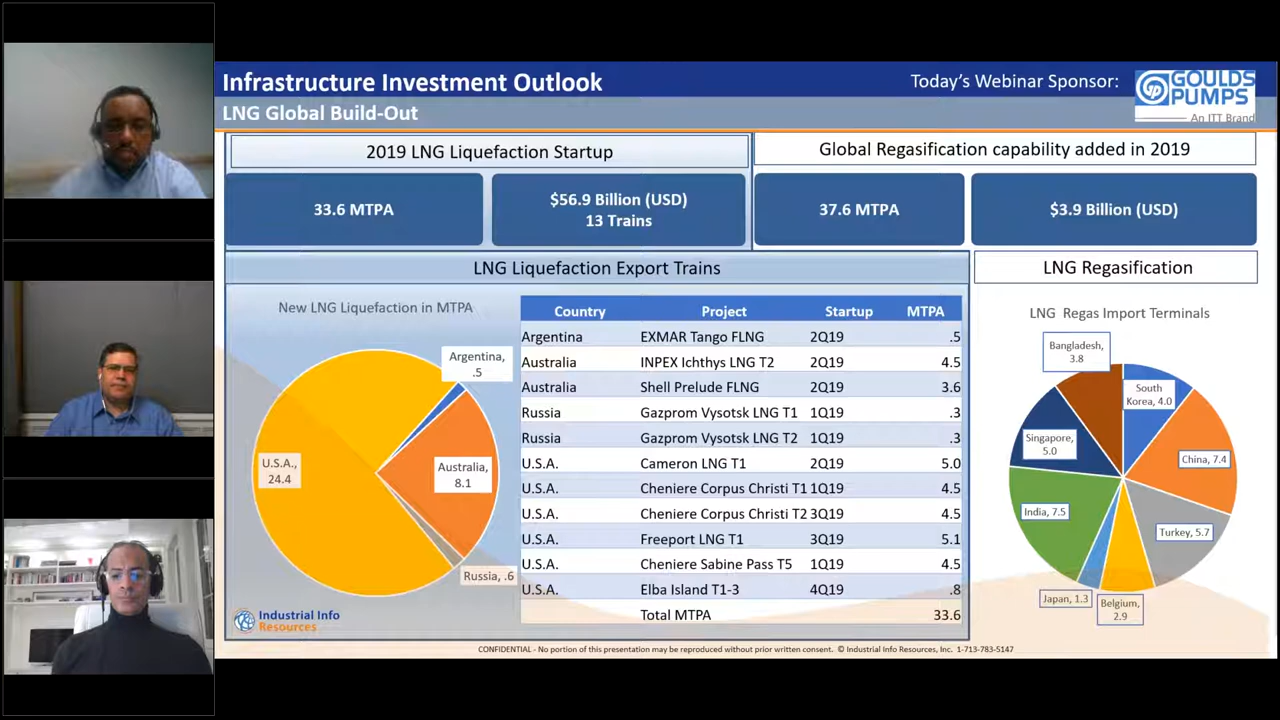 Infrastructure Investment Outlook
Today's Webinar Sponsor:
GOULDS
PUMPS
An ITT Brand
LNG Global Build-Out
2019 LNG Liquefaction Startup
Global Regasification capability added in 2019
33.6 MTPA
$56.9 Billion (USD)
13 Trains
37.6 MTPA
$3.9 Billion (USD)
LNG Liquefaction Export Trains
LNG Regasification
New LNG Liquefaction in MTPA
Argentina,
.5
Australia,
8.1
Russia, .6
U.S.A.,
24.4
Country Project Startup MTPA
Argentina EXMAR Tango FLNG 2Q19 .5
Australia INPEX Ichthys LNG T2 2Q19 4.5
Australia Shell Prelude FLNG 2Q19 3.6
Russia Gazprom Vysotsk LNG T1 1Q19 .3
Russia Gazprom Vysotsk LNG T2 1Q19 .3
U.S.A. Cameron LNG T1 2Q19 5.0
U.S.A. Cheniere Corpus Christi T1 1Q19 4.5
U.S.A. Cheniere Corpus Christi T2 3Q19 4.5
U.S.A. Freeport LNG T1 3Q19 5.1
U.S.A. Cheniere Sabine Pass T5 1Q19 4.5
U.S.A. Elba Island T1-3 4Q19 .8
Total MTPA 33.6
LNG Regas Import Terminals
Bangladesh,
3.8
South
Korea, 4.0
China, 7.4
Turkey, 5.7
Belgium,
2.9
Japan, 1.3
India, 7.5
Singapore,
5.0
Industrial Info
Resources
CONFIDENTIAL - No portion of this presentation may be reproduced without prior written consent. © Industrial Info Resources, Inc. 1-713-783-5147